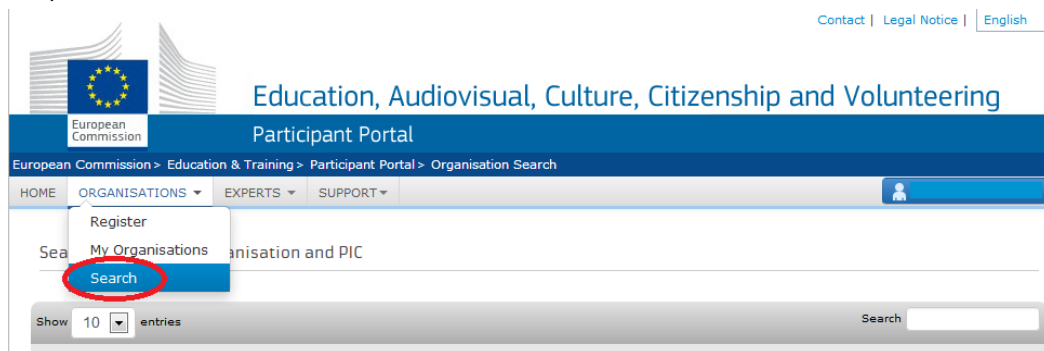 Contact | Legal Notice | English
Education, Audiovisual, Culture, Citizenship and Volunteering
European
Commission
Participant Portal
European Commission > Education & Training > Participant Portal > Organisation Search
HOME ORGANISATIONS EXPERTS SUPPORT
Register
My Organisations
Search
and PIC
Show 10 entries
Search